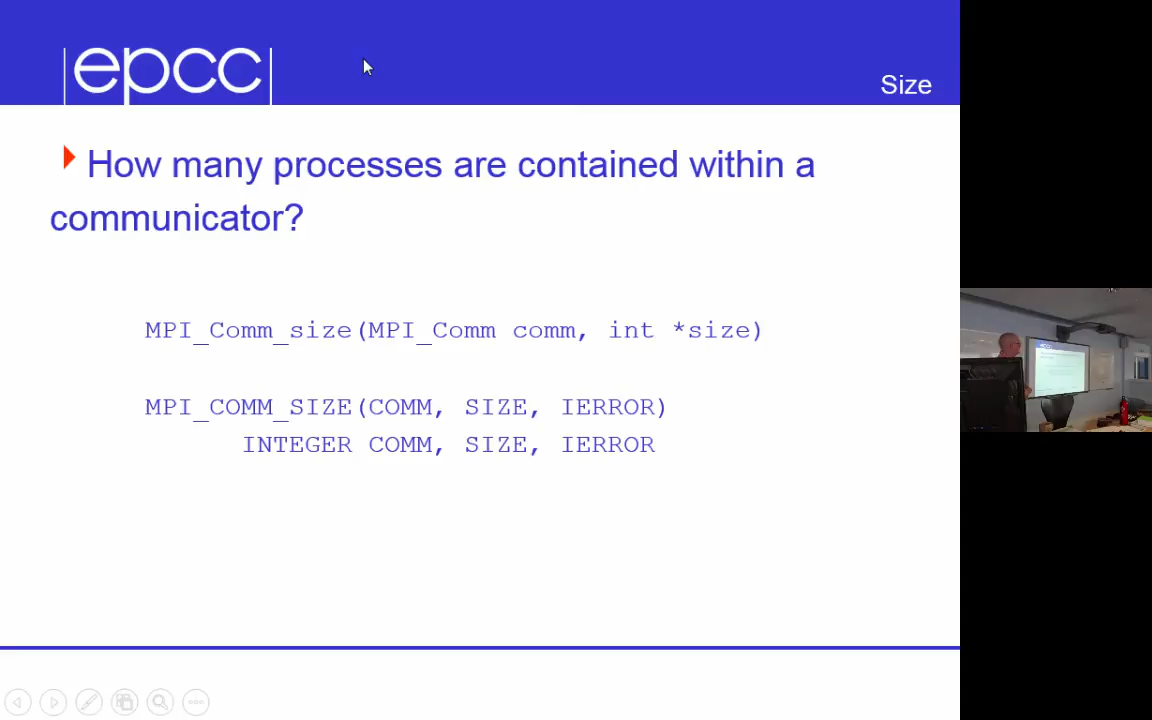 epcc
Size
How many processes are contained within a
communicator?
MPI_Comm_size(MPI_Comm comm, int *size)
MPI_COMM_SIZE(COMM, SIZE, IERROR)
INTEGER COMM, SIZE, IERROR